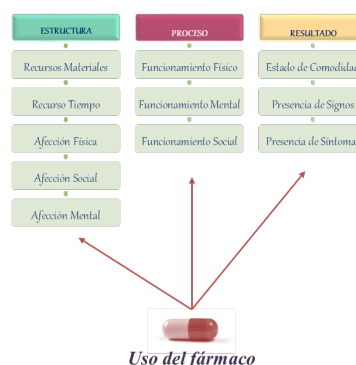 ESTRUCTURA
Recursos Materiales
Recurso Tiempo
Afección Física
Afección Social
Afección Mental
PROCESO
Funcionamiento Físico
Funcionamiento Mental
Funcionamiento Social
RESULTADO
Estado de Comodidad
Presencia de Signos
Presencia de Síntoma
Uso del fármaco